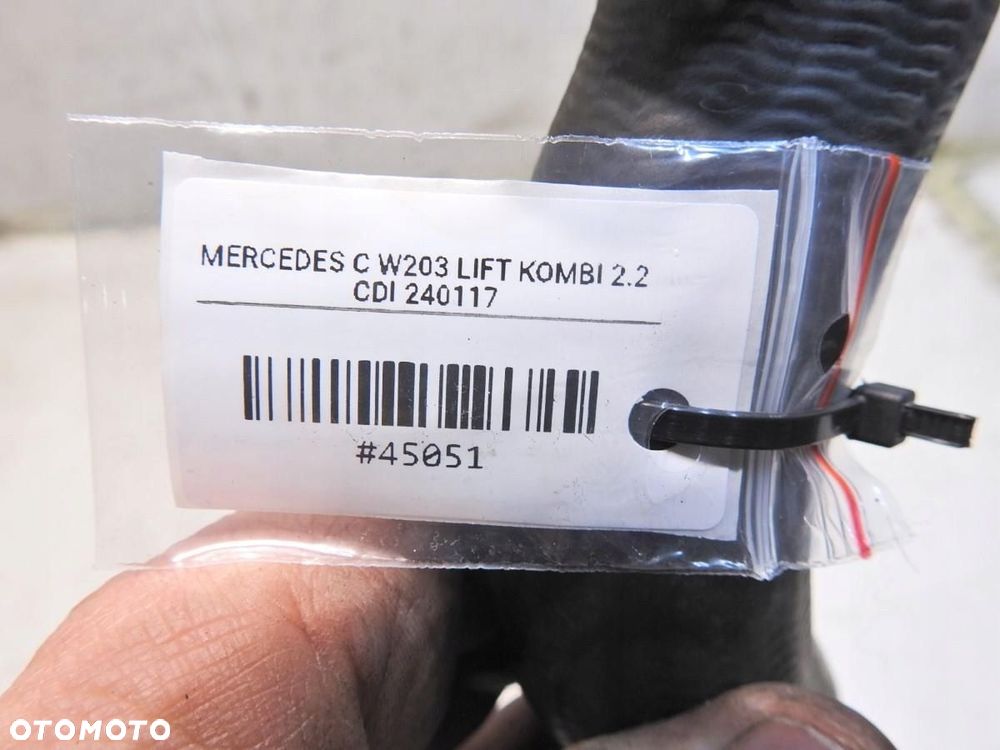 MERCEDES C W203 LIFT KOMBI 2.2
CDI 240117
#45051
OTOMOTO